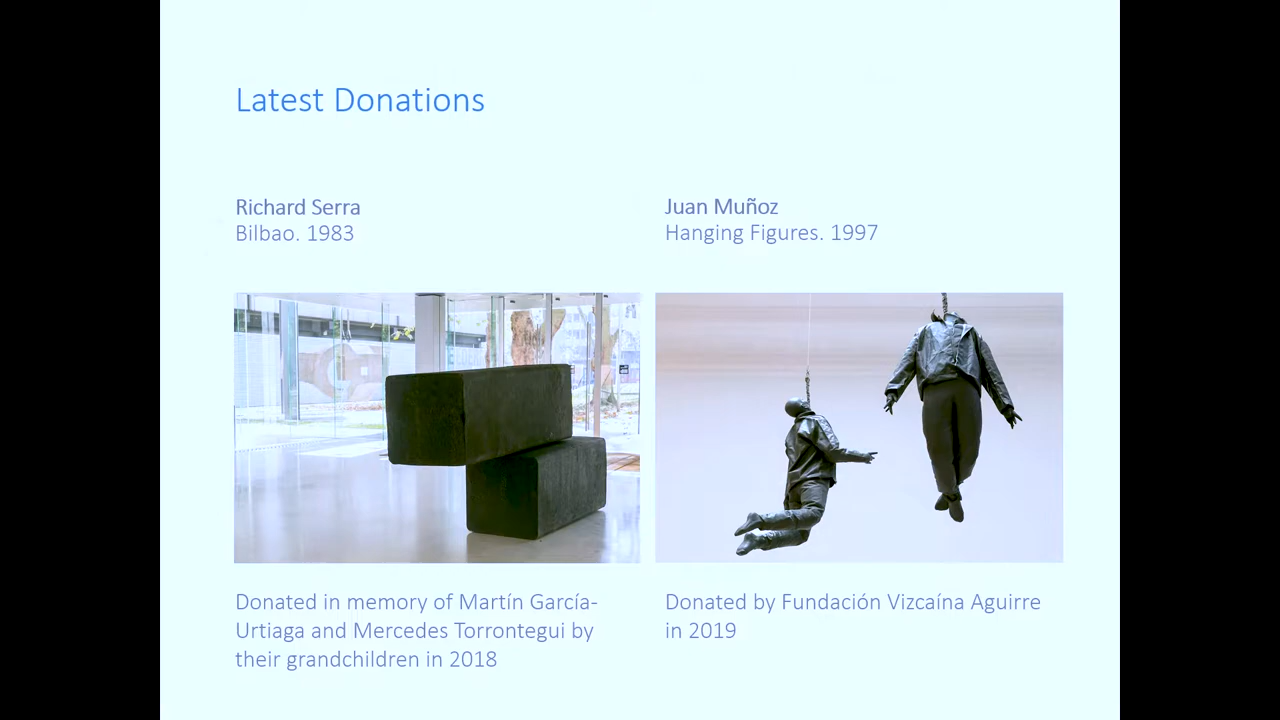 Latest Donations
Richard Serra
Bilbao. 1983
Juan Muñoz
Hanging Figures. 1997
Donated in memory of Martín García-
Urtiaga and Mercedes Torrontegui by
their grandchildren in 2018
Donated by Fundación Vizcaína Aguirre
in 2019